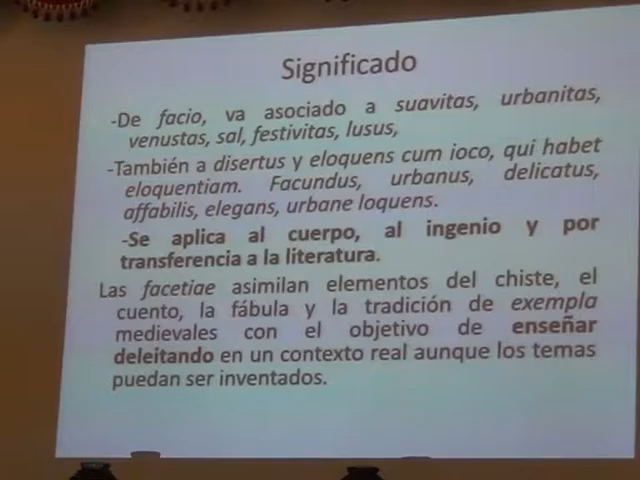 Significado
-De facio, va asociado a suavitas, urbanitas,
venustas, sal, festivitas, lusus,
-También a disertus y eloquens cum ioco, qui habet
eloquentiam. Facundus, urbanus, delicatus,
affabilis, elegans, urbane loquens.
-Se aplica al cuerpo, al ingenio y por
transferencia a la literatura.
Las facetiae asimilan elementos del chiste, el
cuento, la fábula y la tradición de exempla
medievales con el objetivo de enseñar
deleitando en un contexto real aunque los temas
puedan ser inventados.